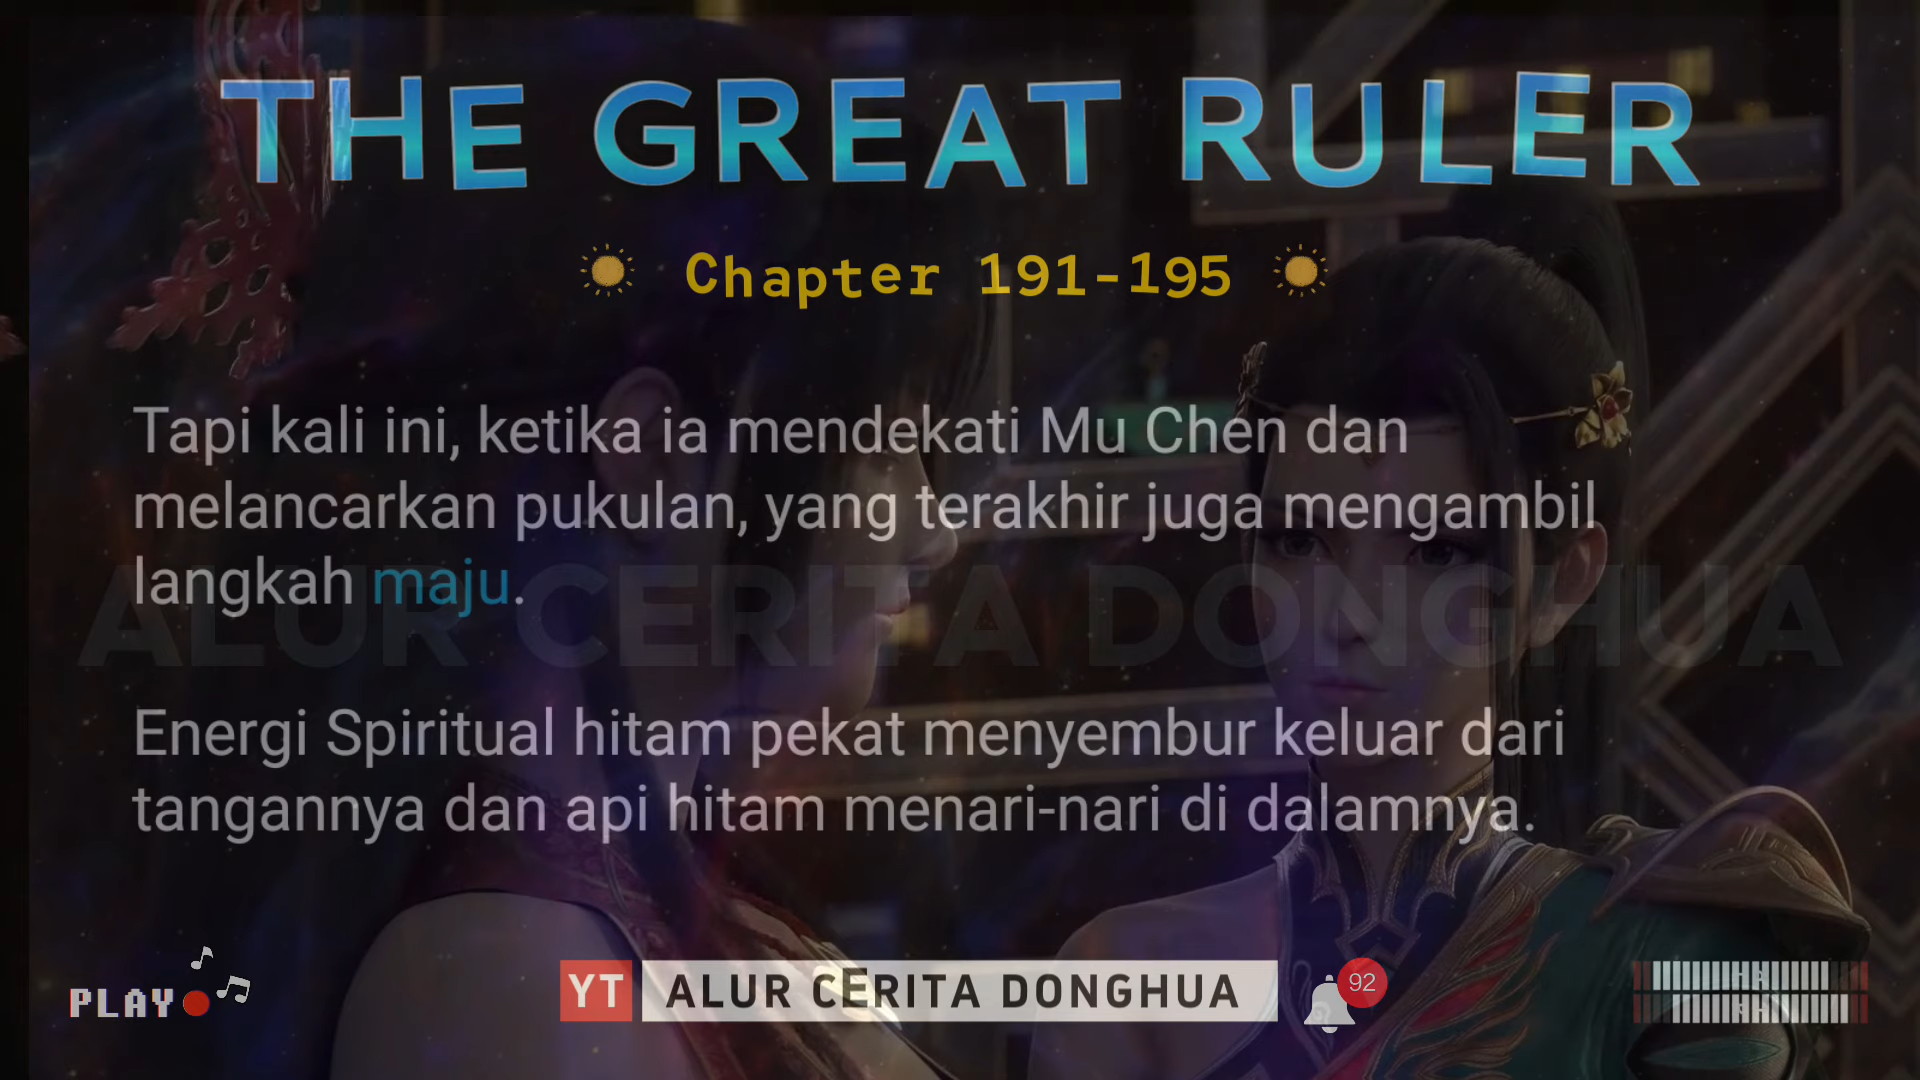 THE GREAT RULER
Chapter 191-195
Tapi kali ini, ketika ia mendekati Mu Chen dan
melancarkan pukulan, yang terakhir juga mengambil
langkah maju.
ALUR CERITA DONGHUA
Energi Spiritual hitam pekat menyembur keluar dari
tangannya dan api hitam menari-nari di dalamnya.
PLAY
YT ALUR CERITA DONGHUA
92